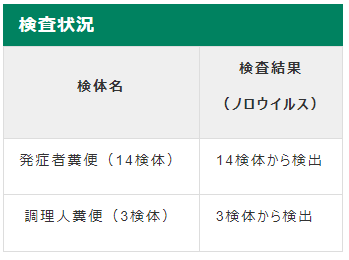 検査状況
検体名
検査結果
（ノロウイルス）
発症者糞便（14検体）
14検体から検出
調理人糞便（3検体）
3検体から検出